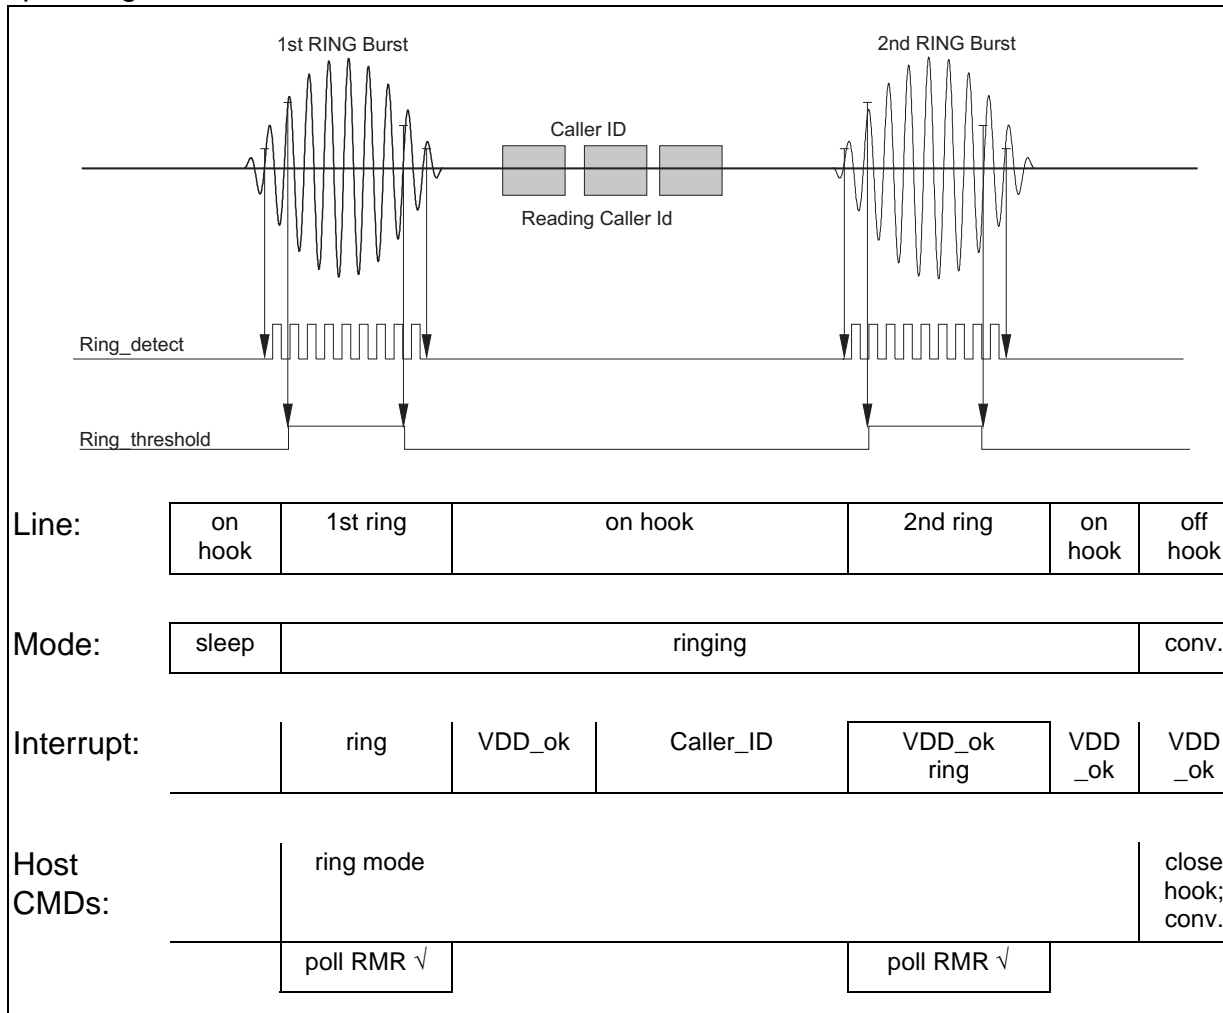 1st RING Burst
2nd RING Burst
Caller ID
Reading Caller Id
Ring_detect
Ring_threshold
Line:
on
hook
1st ring
on hook
2nd ring
on
hook
off
hook
Mode:
sleep
ringing
conv.
Interrupt:
ring
VDD_ok
Caller_ID
VDD_ok
ring
VDD
_ok
VDD
_ok
Host
CMDs:
ring mode
close
hook;
conv.
poll RMR √
poll RMR √